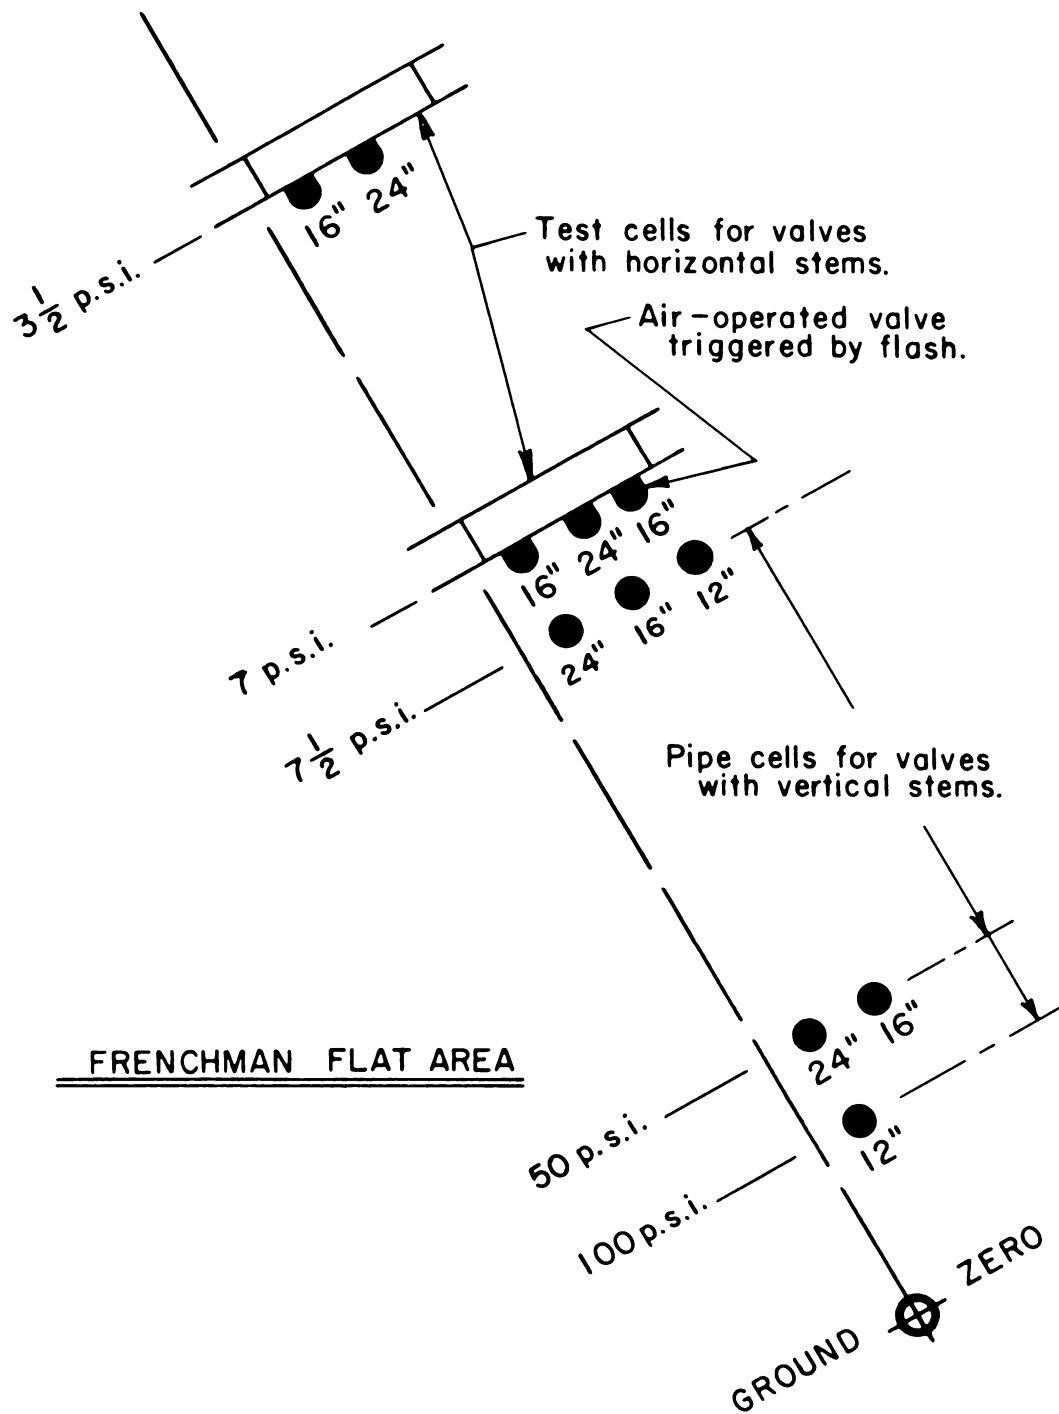 16" 24"
3 1/2 p.s.i.
Test cells for valves
with horizontal stems.
Air-operated valve
triggered by flash.
16" 24" 16"
7 p.s.i.
24" 16" 12"
7 1/2 p.s.i.
Pipe cells for valves
with vertical stems.
24" 16"
FRENCHMAN FLAT AREA
50 p.s.i.
12"
100 p.s.i.
GROUND ZERO